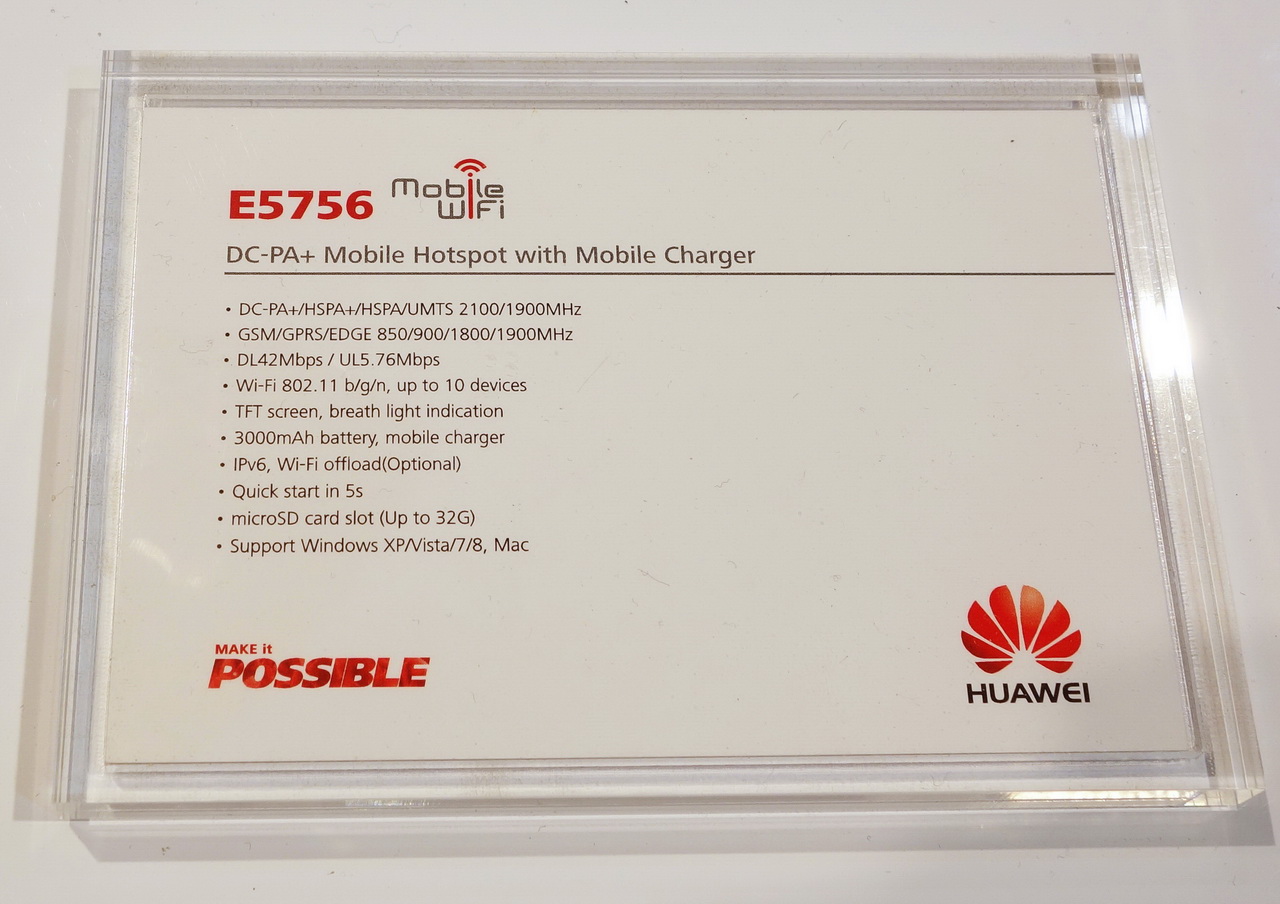 E5756 Mobile WiFi
DC-PA+ Mobile Hotspot with Mobile Charger
• DC-PA+/HSPA+/HSPA/UMTS 2100/1900MHz
• GSM/GPRS/EDGE 850/900/1800/1900MHz
• DL42Mbps / UL5.76Mbps
• Wi-Fi 802.11 b/g/n, up to 10 devices
• TFT screen, breath light indication
• 3000mAh battery, mobile charger
• IPv6, Wi-Fi offload(Optional)
• Quick start in 5s
• microSD card slot (Up to 32G)
• Support Windows XP/Vista/7/8, Mac
MAKE it
POSSIBLE
HUAWEI